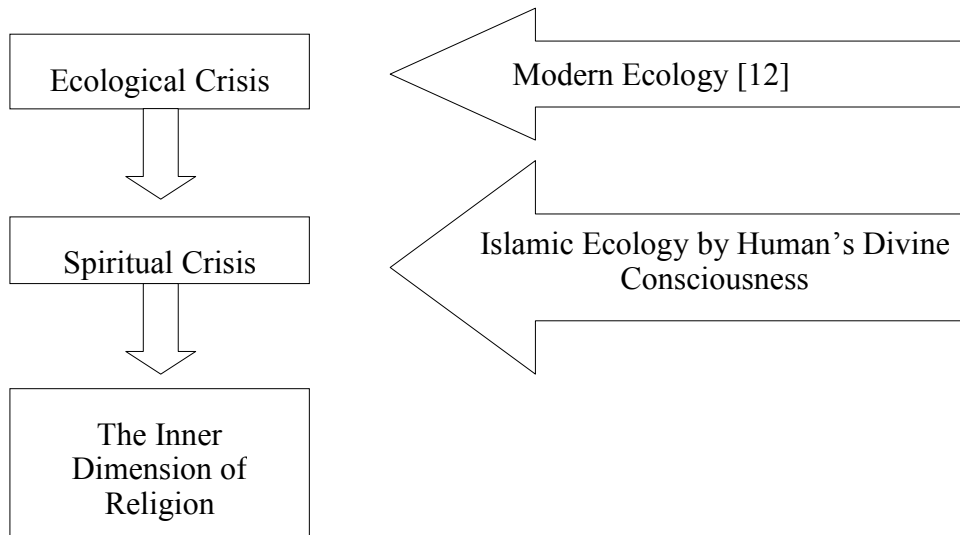 Ecological Crisis
Modern Ecology [12]
Spiritual Crisis
Islamic Ecology by Human’s Divine
Consciousness
The Inner
Dimension of
Religion